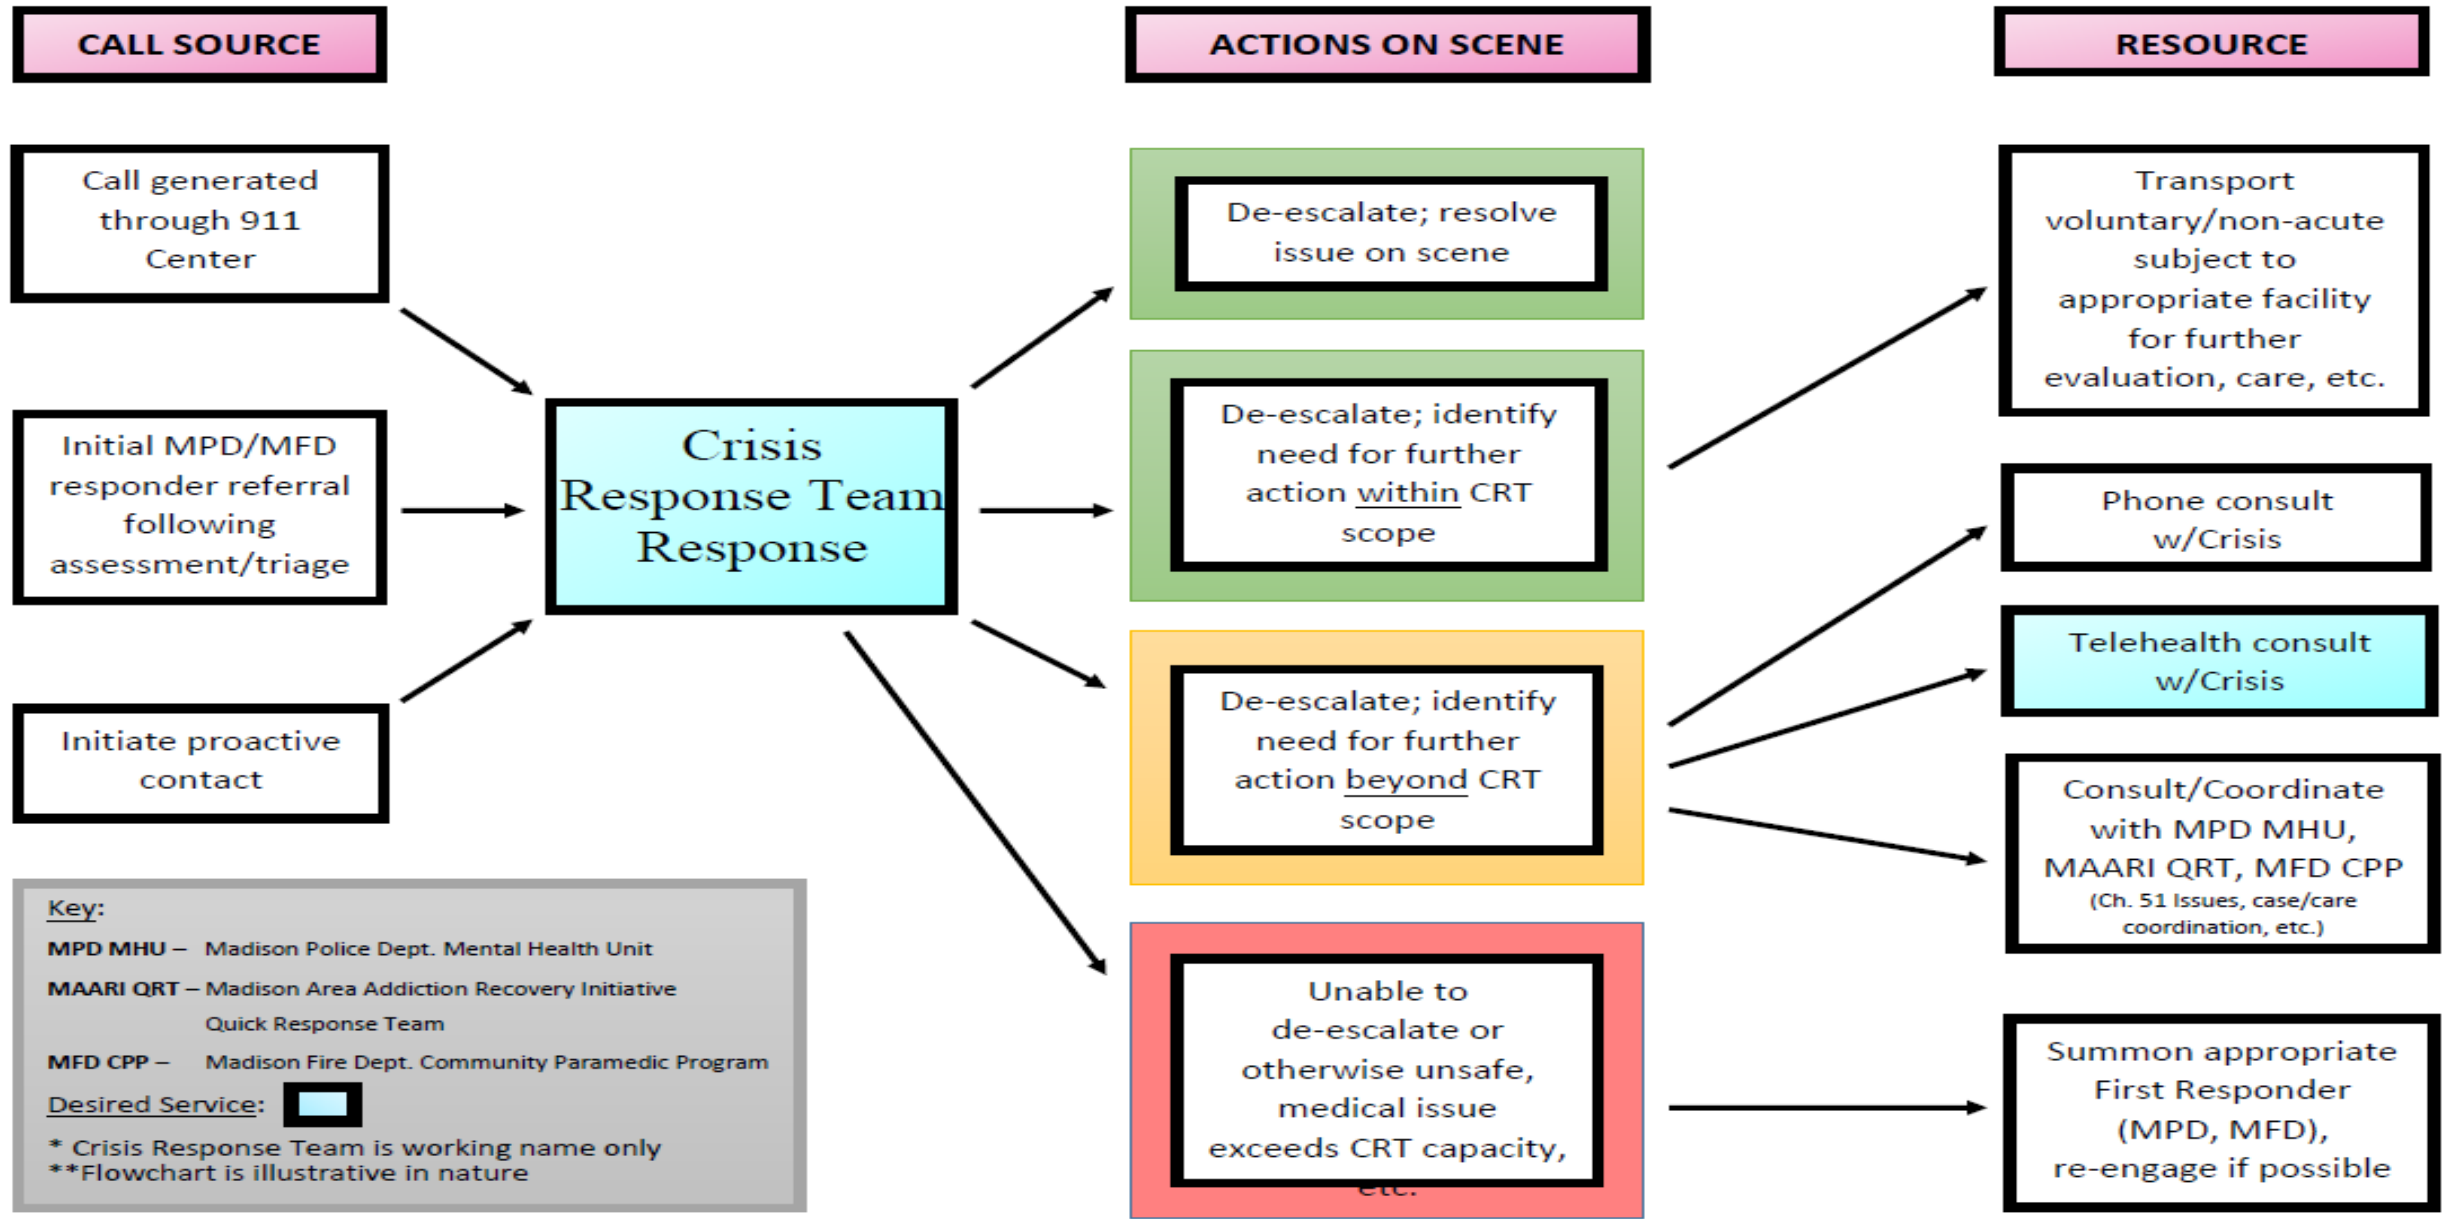 CALL SOURCE
Call generated
through 911
Center
Initial MPD/MFD
responder referral
following
assessment/triage
Initiate proactive
contact
Crisis
Response Team
Response
ACTIONS ON SCENE
De-escalate; resolve
issue on scene
De-escalate; identify
need for further
action within CRT
scope
De-escalate; identify
need for further
action beyond CRT
scope
Unable to
de-escalate or
otherwise unsafe,
medical issue
exceeds CRT capacity,
etc.
RESOURCE
Transport
voluntary/non-acute
subject to
appropriate facility
for further
evaluation, care, etc.
Phone consult
w/Crisis
Telehealth consult
w/Crisis
Consult/Coordinate
with MPD MHU,
MAARI QRT, MFD CPP
(Ch. 51 Issues, case/care
coordination, etc.)
Summon appropriate
First Responder
(MPD, MFD),
re-engage if possible
Key:
MPD MHU – Madison Police Dept. Mental Health Unit
MAARI QRT – Madison Area Addiction Recovery Initiative
Quick Response Team
MFD CPP – Madison Fire Dept. Community Paramedic Program
Desired Service:
* Crisis Response Team is working name only
**Flowchart is illustrative in nature